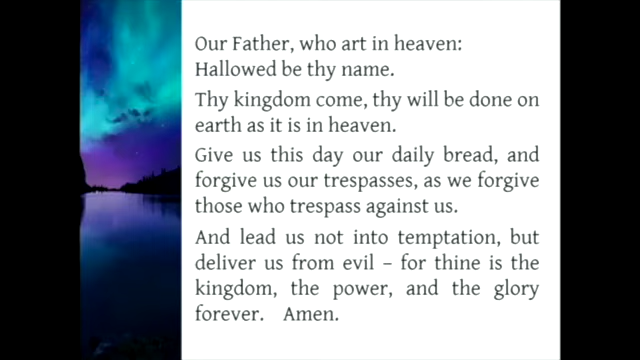 Our Father, who art in heaven:
Hallowed be thy name.
Thy kingdom come, thy will be done on
earth as it is in heaven.
Give us this day our daily bread, and
forgive us our trespasses, as we forgive
those who trespass against us.
And lead us not into temptation, but
deliver us from evil – for thine is the
kingdom, the power, and the glory
forever. Amen.